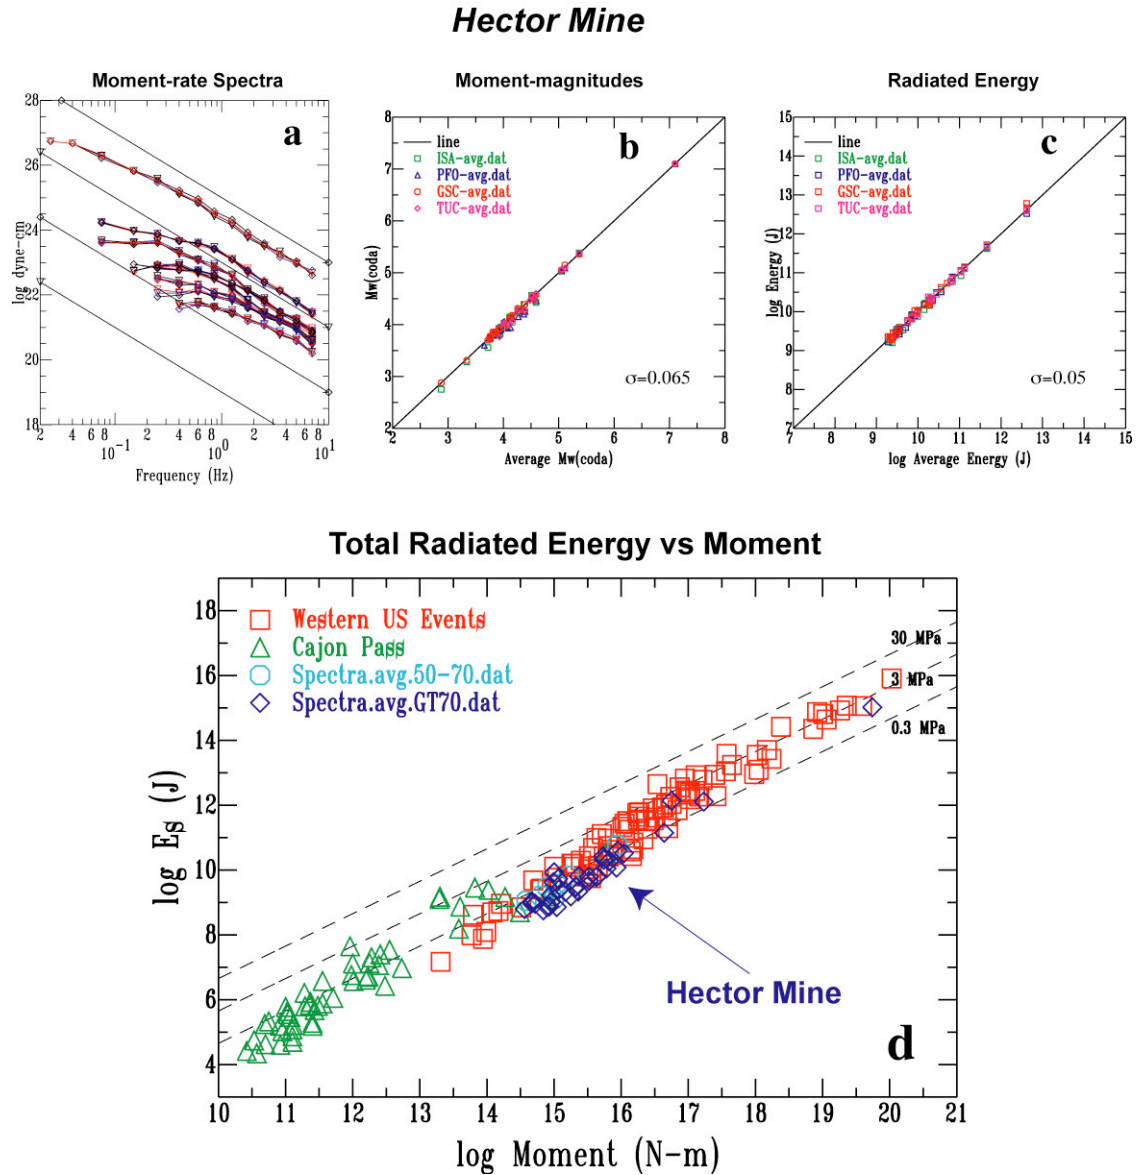 Hector Mine
Moment-rate Spectra
a
log dyne-cm
28
26
24
22
20
18
2 4 6 8 2 4 6 8 2 4 6 8
10⁻¹ 10⁰ 10¹
Frequency (Hz)
Moment-magnitudes
b
line
ISA-avg.dat
PFO-avg.dat
GSC-avg.dat
TUC-avg.dat
Mw(coda)
8
7
6
5
4
3
2
σ=0.065
2 3 4 5 6 7 8
Average Mw(coda)
Radiated Energy
c
line
ISA-avg.dat
PFO-avg.dat
GSC-avg.dat
TUC-avg.dat
log Energy (J)
15
14
13
12
11
10
9
8
7
σ=0.05
7 8 9 10 11 12 13 14 15
log Average Energy (J)
Total Radiated Energy vs Moment
Western US Events
Cajon Pass
Spectra.avg.50-70.dat
Spectra.avg.GT70.dat
30 MPa
3 MPa
0.3 MPa
log Es (J)
18
16
14
12
10
8
6
4
Hector Mine
d
10 11 12 13 14 15 16 17 18 19 20 21
log Moment (N-m)